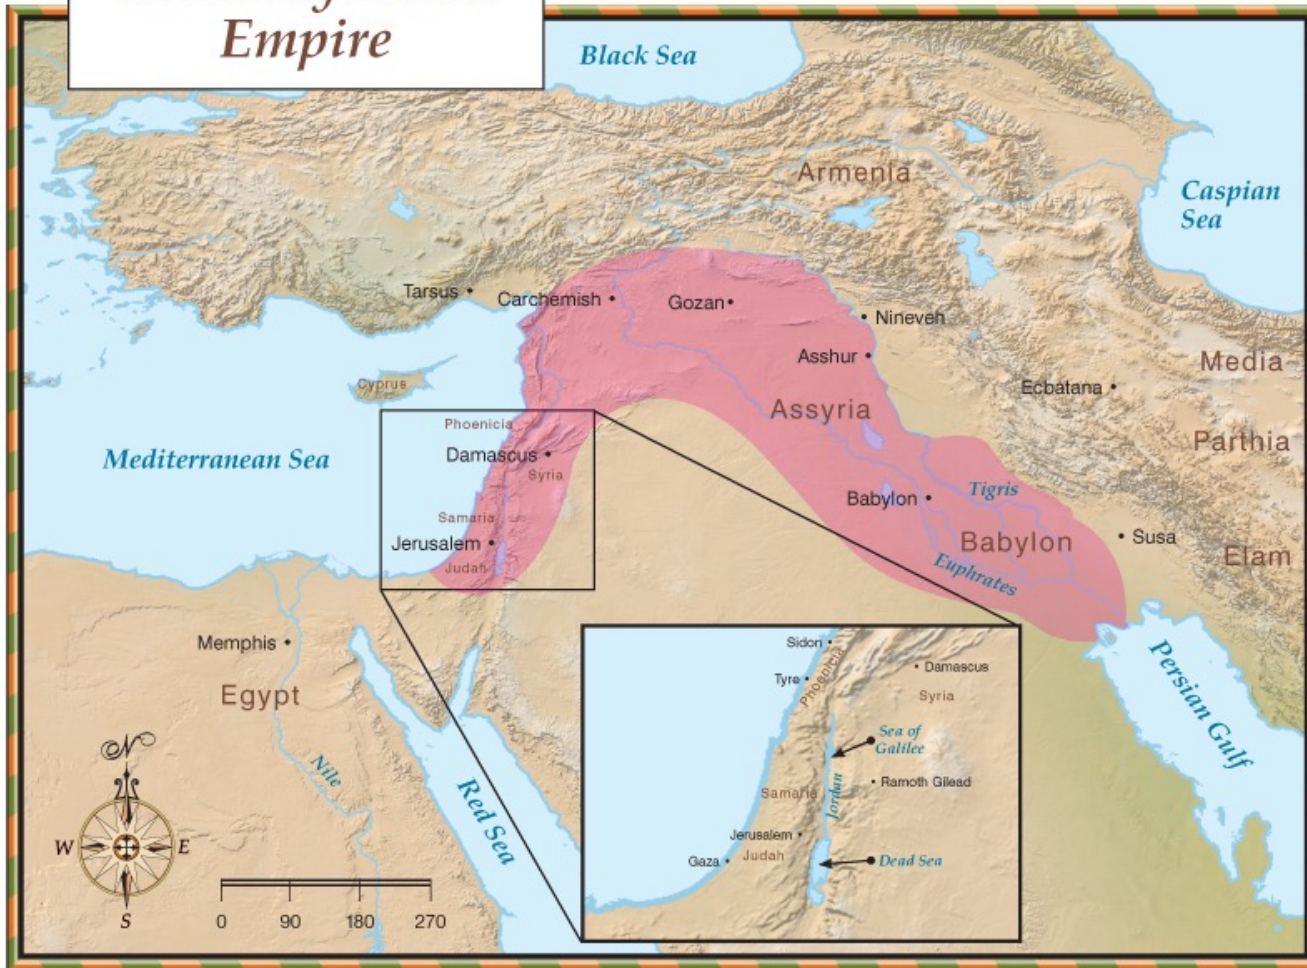 Empire
Black Sea
Armenia
Caspian
Sea
Tarsus
Carchemish
Gozan
Nineveh
Asshur
Media
Ecbatana
Cyprus
Assyria
Phoenicia
Parthia
Mediterranean Sea
Damascus
Syria
Babylon
Tigris
Samaria
Jerusalem
Babylon
Susa
Elam
Judah
Euphrates
Memphis
Egypt
Sidon
Phoenicia
Damascus
Tyre
Syria
Persian Gulf
Sea of
Galilee
N
Nile
Red Sea
Jordan
Ramoth Gilead
Samaria
Jerusalem
W
E
Gaza
Judah
Dead Sea
S
0 90 180 270